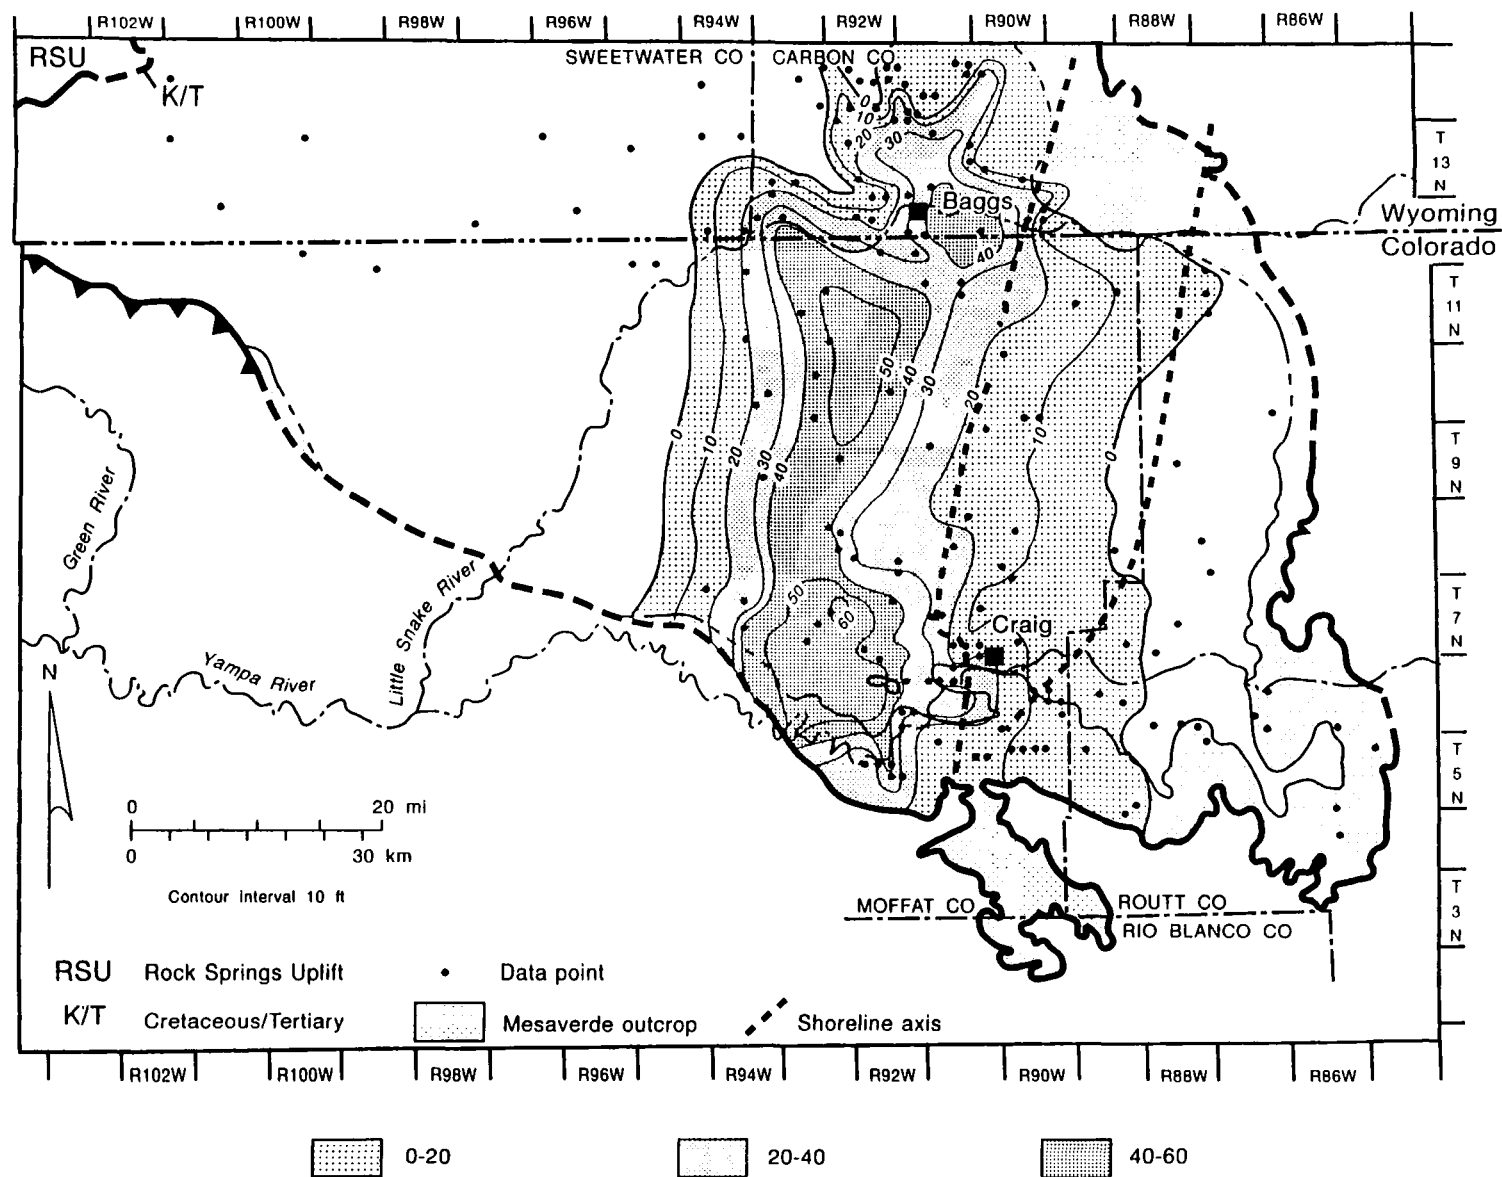 R102W R100W R98W R96W R94W R92W R90W R88W R86W
RSU
K/T
SWEETWATER CO CARBON CO
0
10
20
30
T
13
N
Baggs
Wyoming
Colorado
40
T
11
N
50
40
30
20
10
0
0
10
20
30
40
T
9
N
Green River
Little Snake River
Yampa River
50
60
Craig
T
7
N
N
T
5
N
0 20 mi
0 30 km
Contour interval 10 ft
T
3
N
MOFFAT CO
ROUTT CO
RIO BLANCO CO
RSU Rock Springs Uplift
Data point
K/T Cretaceous/Tertiary
Mesaverde outcrop
Shoreline axis
R102W R100W R98W R96W R94W R92W R90W R88W R86W
0-20 20-40 40-60